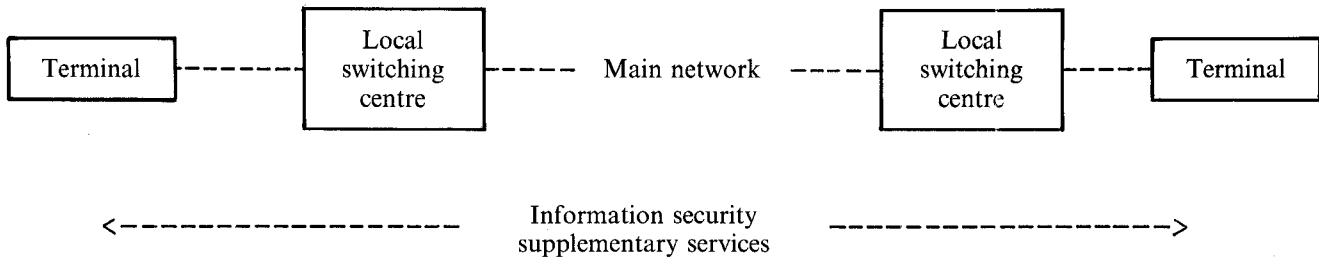 Terminal
Local
switching
centre
Main network
Local
switching
centre
Terminal
Information security
supplementary services